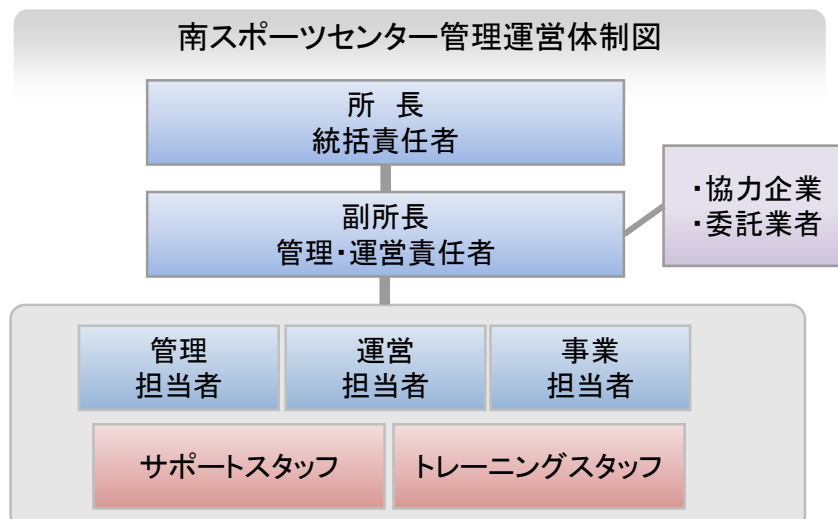 南スポーツセンター管理運営体制図
所　長
統括責任者
副所長
管理・運営責任者
・協力企業
・委託業者
管理
担当者
運営
担当者
事業
担当者
サポートスタッフ
トレーニングスタッフ